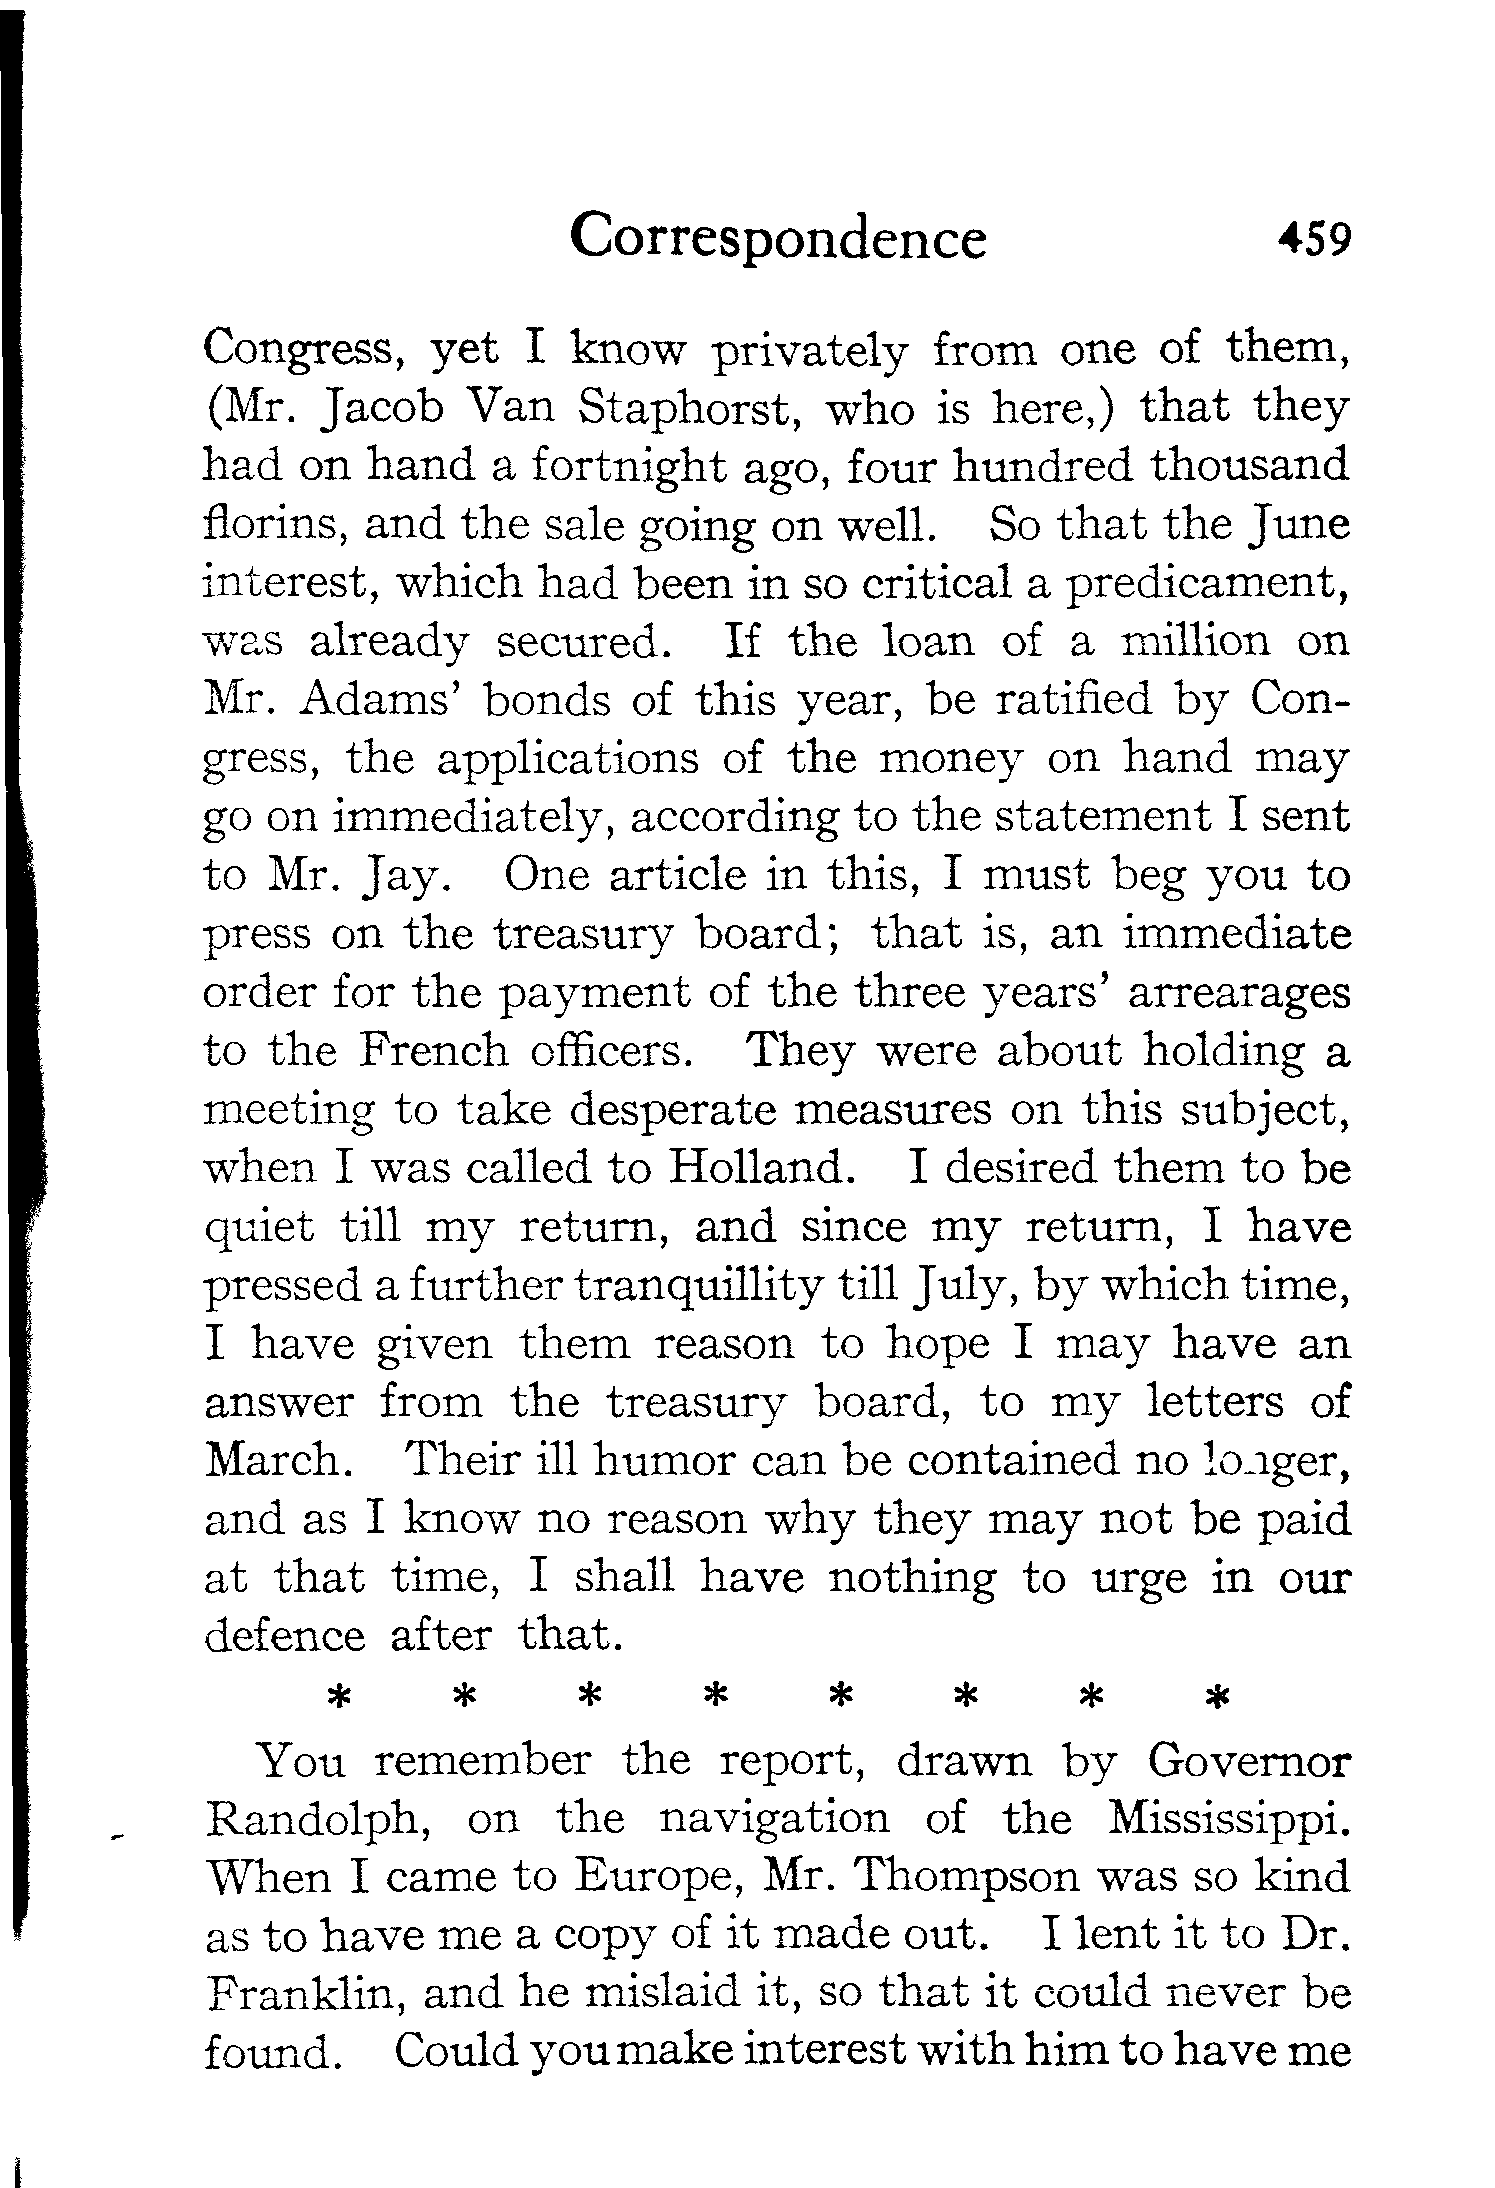 Correspondence 459
Congress, yet I know privately from one of them,
(Mr. Jacob Van Staphorst, who is here,) that they
had on hand a fortnight ago, four hundred thousand
florins, and the sale going on well. So that the June
interest, which had been in so critical a predicament,
was already secured. If the loan of a million on
Mr. Adams' bonds of this year, be ratified by Con-
gress, the applications of the money on hand may
go on immediately, according to the statement I sent
to Mr. Jay. One article in this, I must beg you to
press on the treasury board; that is, an immediate
order for the payment of the three years' arrearages
to the French officers. They were about holding a
meeting to take desperate measures on this subject,
when I was called to Holland. I desired them to be
quiet till my return, and since my return, I have
pressed a further tranquillity till July, by which time,
I have given them reason to hope I may have an
answer from the treasury board, to my letters of
March. Their ill humor can be contained no longer,
and as I know no reason why they may not be paid
at that time, I shall have nothing to urge in our
defence after that.
* * * * * * * *
You remember the report, drawn by Governor
Randolph, on the navigation of the Mississippi.
When I came to Europe, Mr. Thompson was so kind
as to have me a copy of it made out. I lent it to Dr.
Franklin, and he mislaid it, so that it could never be
found. Could you make interest with him to have me